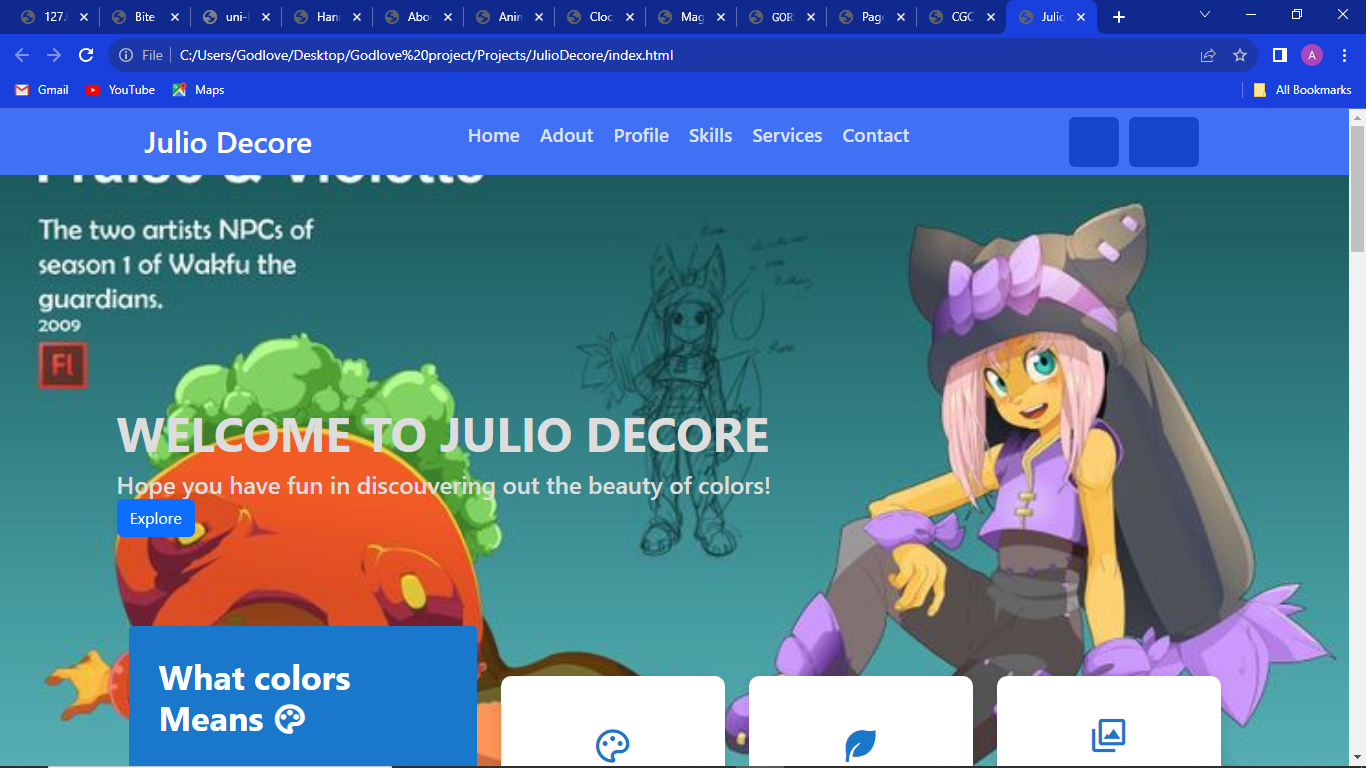 127. Bite uni- Han Abo Anin Cloc Mag GOR Page CGC Julio
File C:/Users/Godlove/Desktop/Godlove%20project/Projects/JulioDecore/index.html A
Gmail YouTube Maps All Bookmarks
Julio Decore Home Adout Profile Skills Services Contact
The two artists NPCs of
season 1 of Wakfu the
guardians.
2009
Fl
WELCOME TO JULIO DECORE
Hope you have fun in discouvering out the beauty of colors!
Explore
What colors
Means